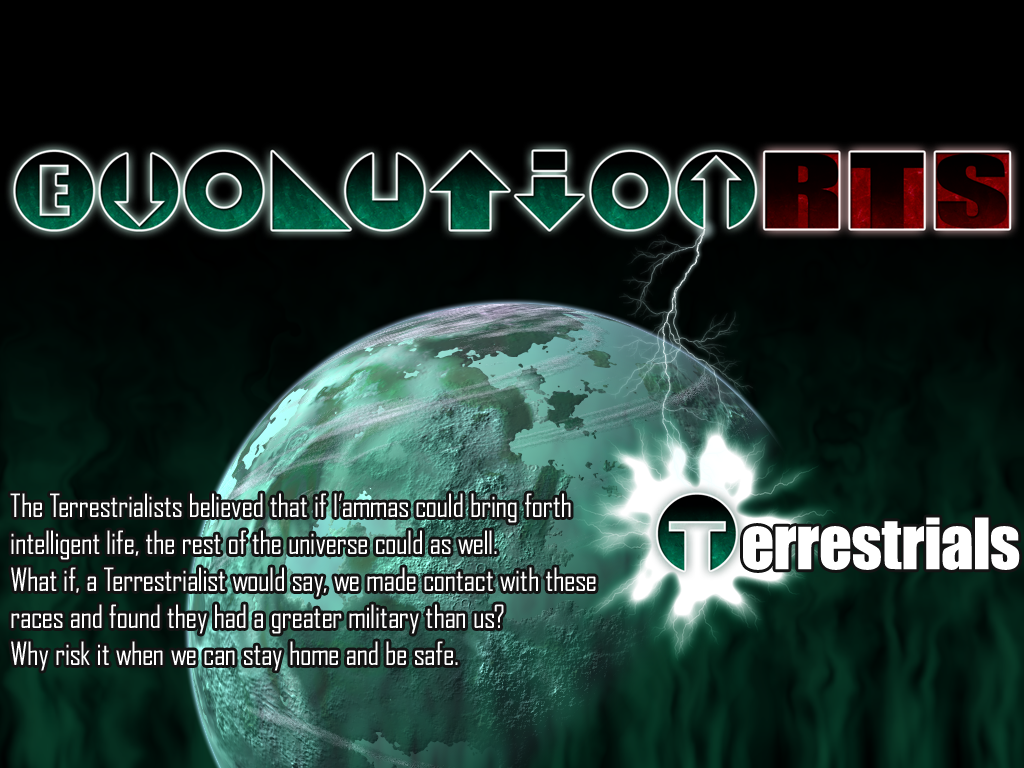 EVOLUTION RTS
The Terrestrialists believed that if I'ammas could bring forth
intelligent life, the rest of the universe could as well.
What if, a Terrestrialist would say, we made contact with these
races and found they had a greater military than us?
Why risk it when we can stay home and be safe.
Terrestrials